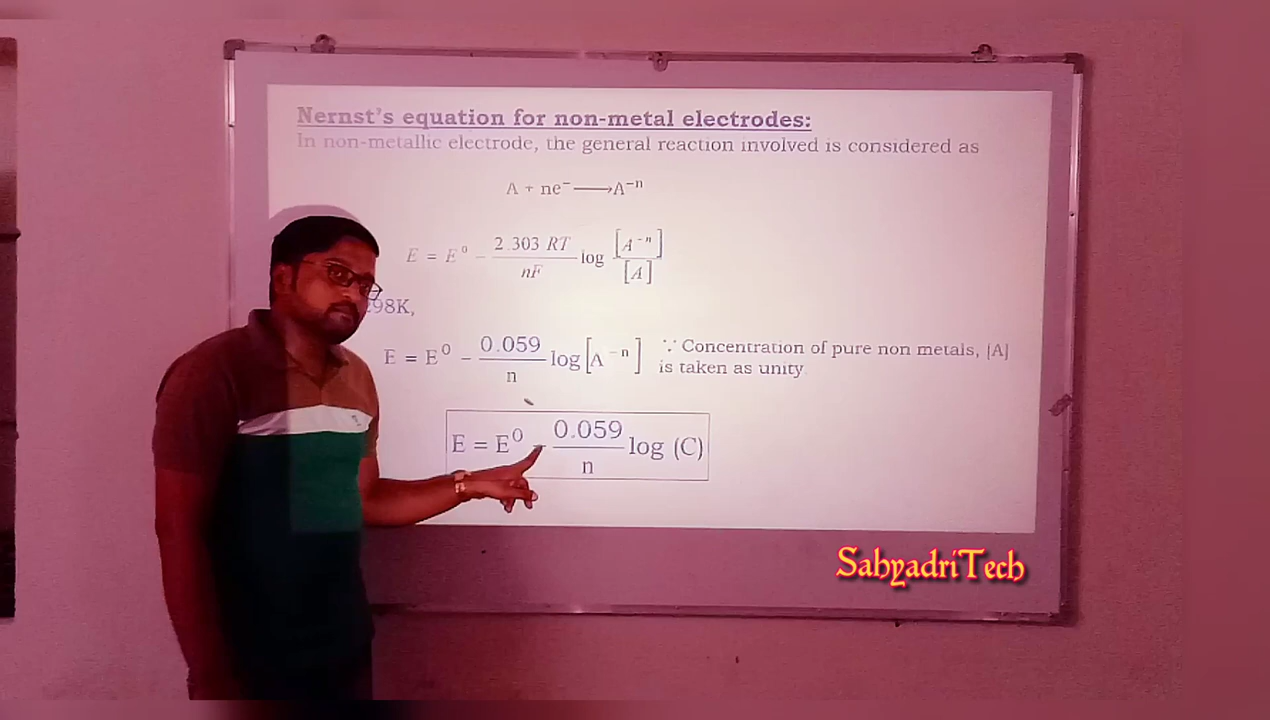 Nernst's equation for non-metal electrodes:
In non-metallic electrode, the general reaction involved is considered as
A + ne⁻ ⟶ A⁻ⁿ
E = E⁰ − 2.303 RT / nF log [A⁻ⁿ] / [A]
298K,
E = E⁰ − 0.059 / n log [A⁻ⁿ] ∵ Concentration of pure non metals, [A]
is taken as unity
E = E⁰ − 0.059 / n log (C)
SahyadriTech